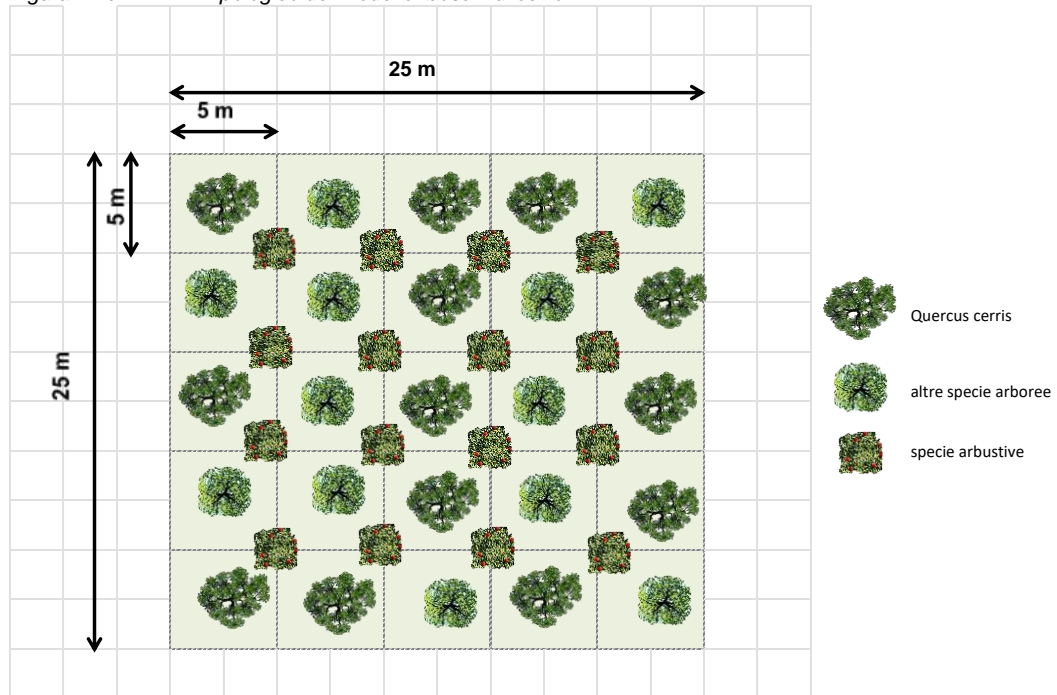 25 m
5 m
5 m
25 m
Quercus cerris
altre specie arboree
specie arbustive